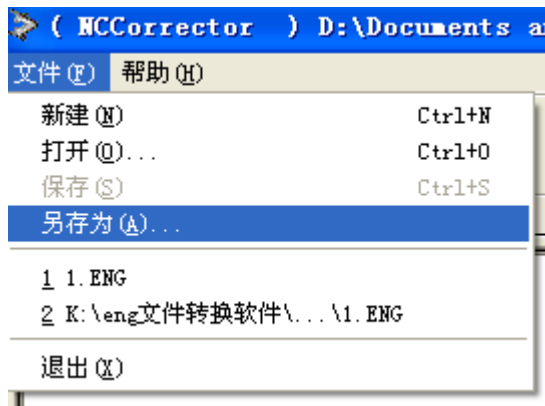 ( NCCorrector ) D:\Documents a
文件(F) 帮助(H)
新建(N) Ctrl+N
打开(O)... Ctrl+O
保存(S) Ctrl+S
另存为(A)...
1 1.ENG
2 K:\eng文件转换软件\...\1.ENG
退出(X)